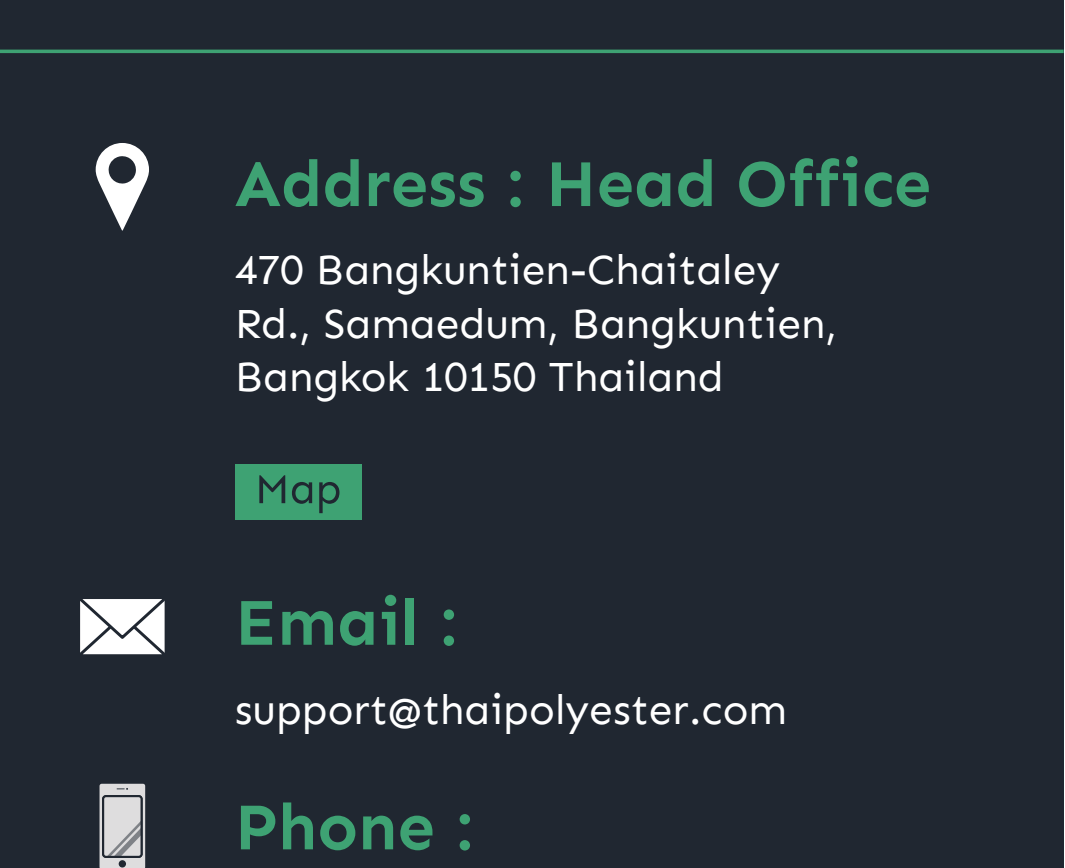 Address : Head Office
470 Bangkuntien-Chaitaley
Rd., Samaedum, Bangkuntien,
Bangkok 10150 Thailand
Map
Email :
support@thaipolyester.com
Phone :